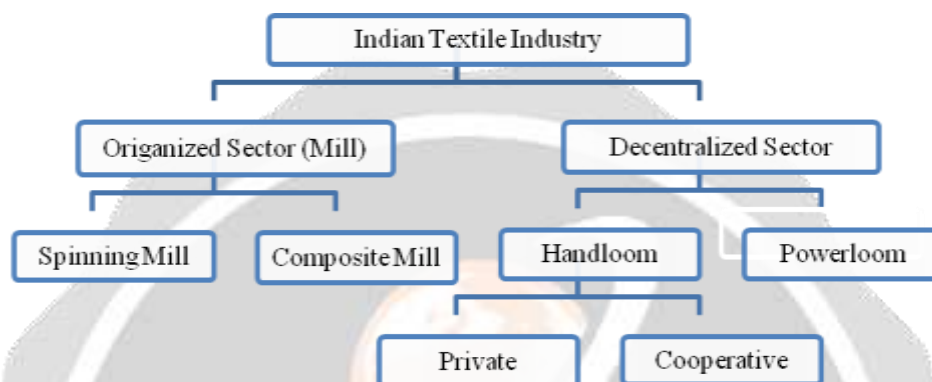 Indian Textile Industry
Origanized Sector (Mill)
Decentralized Sector
Spinning Mill
Composite Mill
Handloom
Powerloom
Private
Cooperative